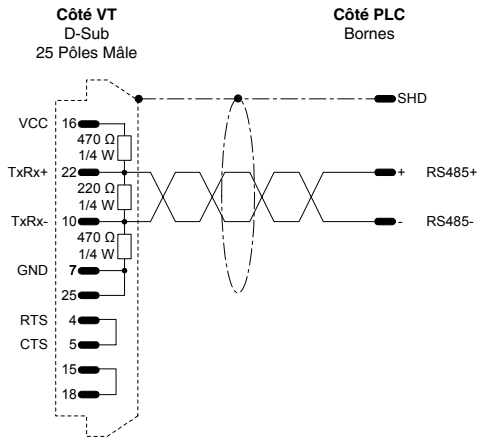 Côté VT
D-Sub
25 Pôles Mâle
Côté PLC
Bornes
SHD
VCC 16
470 Ω
1/4 W
TxRx+ 22
+ RS485+
220 Ω
1/4 W
TxRx- 10
- RS485-
470 Ω
1/4 W
GND 7
25
RTS 4
CTS 5
15
18